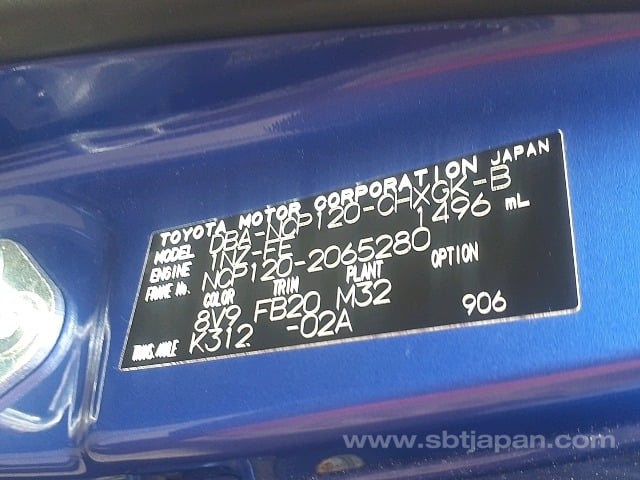 TOYOTA MOTOR CORPORATION JAPAN
MODEL DBA-NCP120-CHXGK-B
ENGINE 1NZ-FE 1496 mL
FRAME No. NCP120-2065280
COLOR TRIM PLANT OPTION
8V9 FB20 M32 906
TRANS./AXLE K312 -02A
www.sbtjapan.com